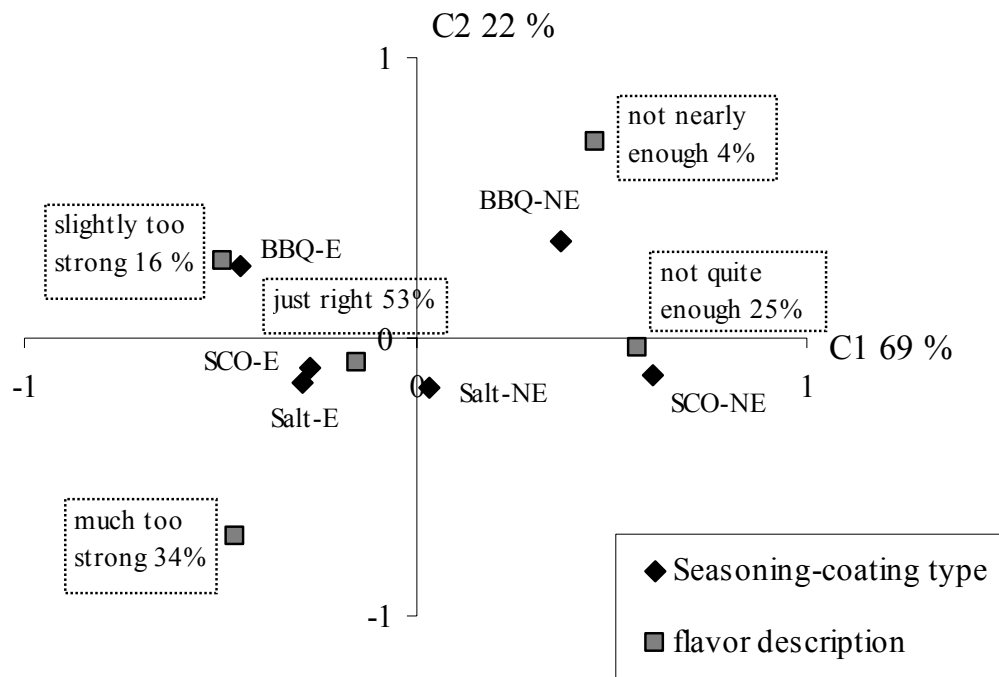 C2 22 %
1
not nearly
enough 4%
BBQ-NE
slightly too
strong 16 %
BBQ-E
just right 53%
not quite
enough 25%
0
C1 69 %
-1
SCO-E
0
1
Salt-E
Salt-NE
SCO-NE
much too
strong 34%
Seasoning-coating type
-1
flavor description